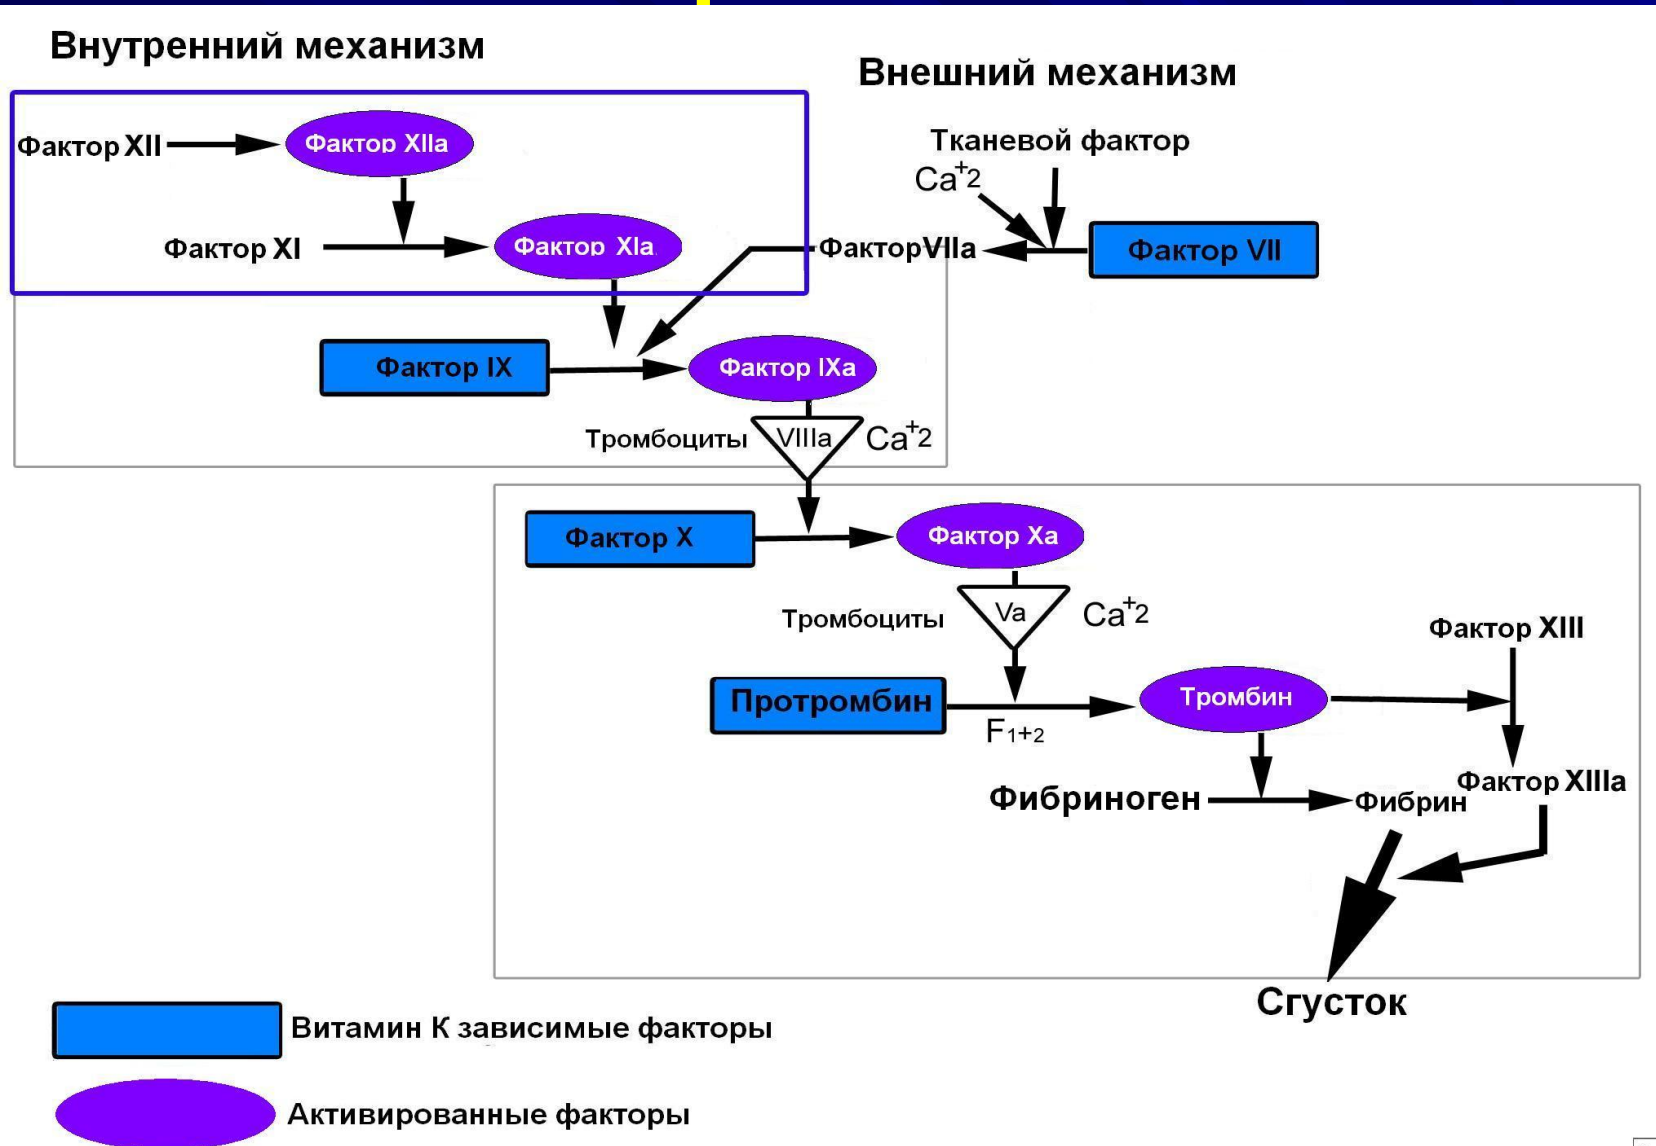 Внутренний механизм
Внешний механизм
Фактор XII
Фактор XIIa
Тканевой фактор
Ca+2
Фактор XI
Фактор XIa
Фактор VIIa
Фактор VII
Фактор IX
Фактор IXa
Тромбоциты
VIIIa
Ca+2
Фактор X
Фактор Xa
Тромбоциты
Va
Ca+2
Фактор XIII
Протромбин
Тромбин
F1+2
Фибриноген
Фибрин
Фактор XIIIa
Сгусток
Витамин К зависимые факторы
Активированные факторы